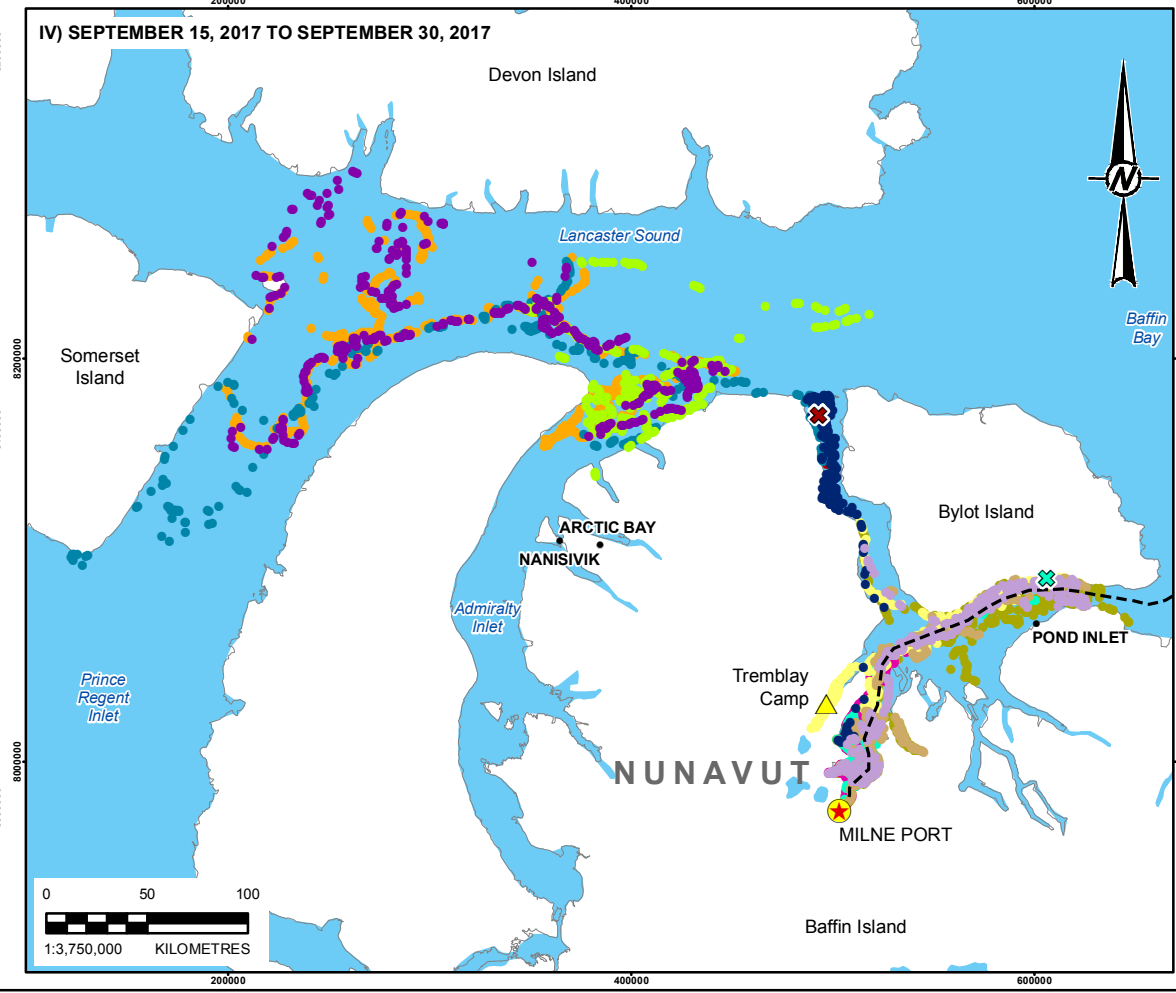 200000
400000
600000
IV) SEPTEMBER 15, 2017 TO SEPTEMBER 30, 2017
Devon Island
N
Lancaster Sound
Baffin
Bay
8200000
Somerset
Island
Bylot Island
ARCTIC BAY
NANISIVIK
Admiralty
Inlet
POND INLET
Prince
Regent
Inlet
Tremblay
Camp
8000000
NUNAVUT
MILNE PORT
0 50 100
1:3,750,000 KILOMETRES
Baffin Island
200000
400000
600000